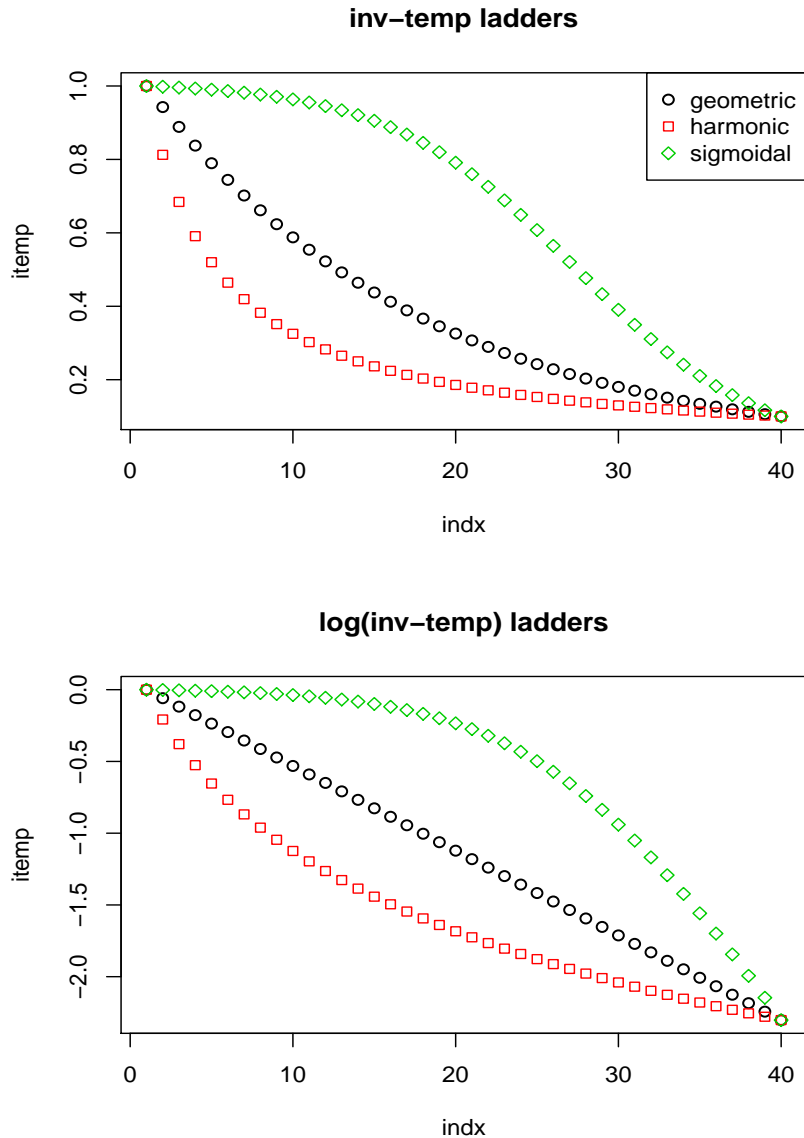 inv−temp ladders
geometric
harmonic
sigmoidal
itemp
1.0
0.8
0.6
0.4
0.2
0 10 20 30 40
indx
log(inv−temp) ladders
itemp
0.0
−0.5
−1.0
−1.5
−2.0
0 10 20 30 40
indx